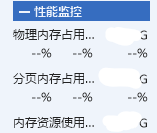 一 性能监控
物理内存占用... G
--% --% --%
分页内存占用... G
--% --% --%
内存资源使用... G